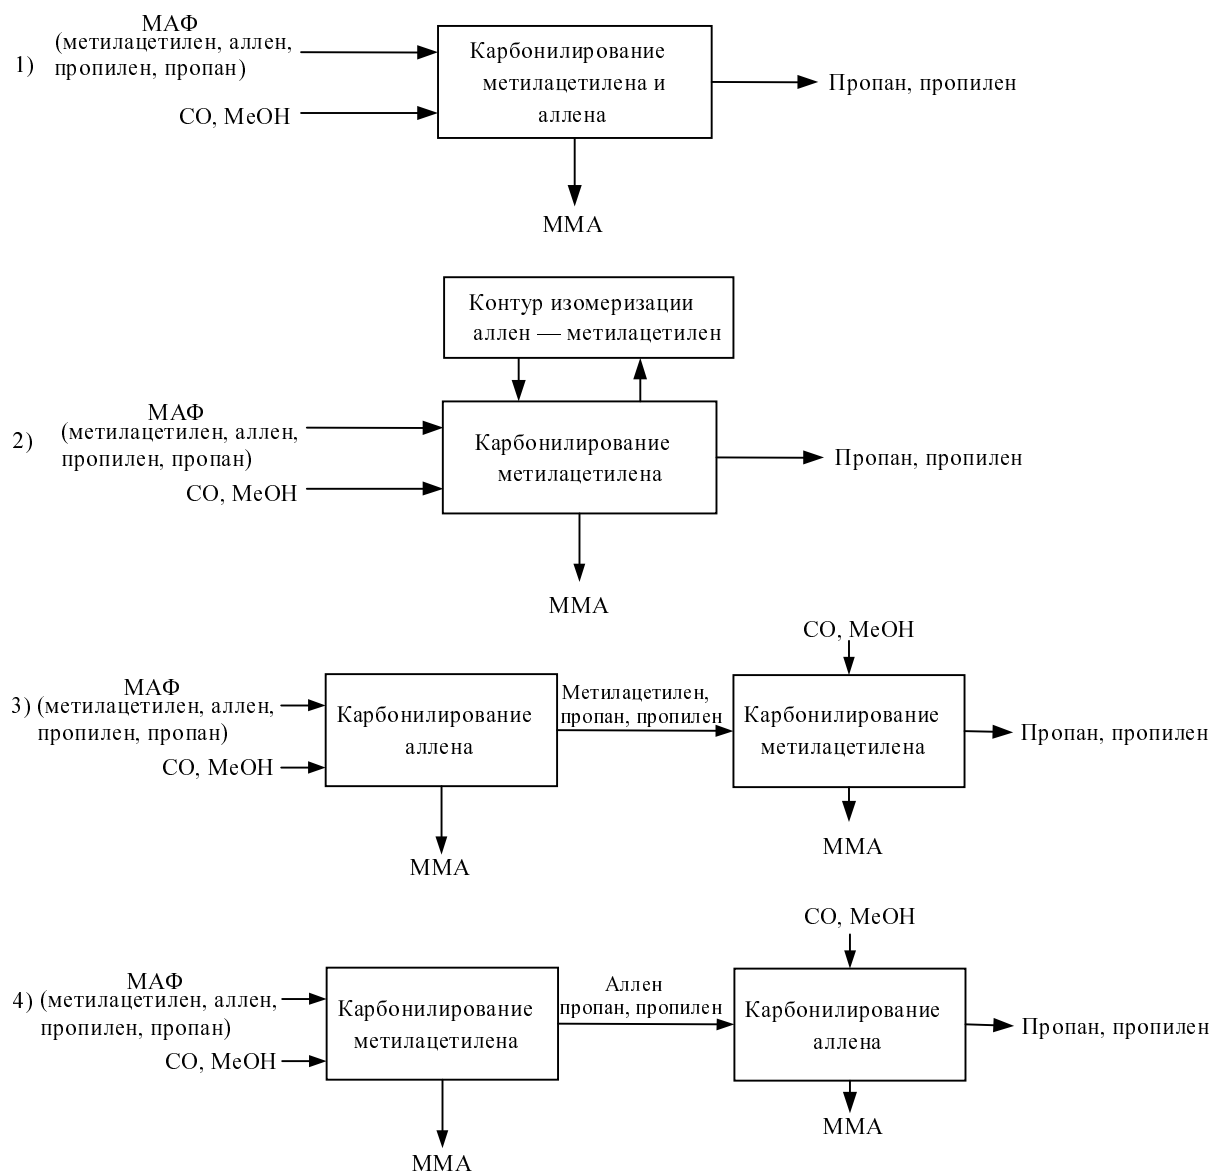 МАФ
1) (метилацетилен, аллен,
пропилен, пропан)
CO, MeOH
Карбонилирование
метилацетилена и
аллена
Пропан, пропилен
ММА
Контур изомеризации
аллен — метилацетилен
МАФ
2) (метилацетилен, аллен,
пропилен, пропан)
CO, MeOH
Карбонилирование
метилацетилена
Пропан, пропилен
ММА
МАФ
3) (метилацетилен, аллен,
пропилен, пропан)
CO, MeOH
Карбонилирование
аллена
ММА
Метилацетилен,
пропан, пропилен
CO, MeOH
Карбонилирование
метилацетилена
Пропан, пропилен
ММА
МАФ
4) (метилацетилен, аллен,
пропилен, пропан)
CO, MeOH
Карбонилирование
метилацетилена
ММА
Аллен
пропан, пропилен
CO, MeOH
Карбонилирование
аллена
Пропан, пропилен
ММА